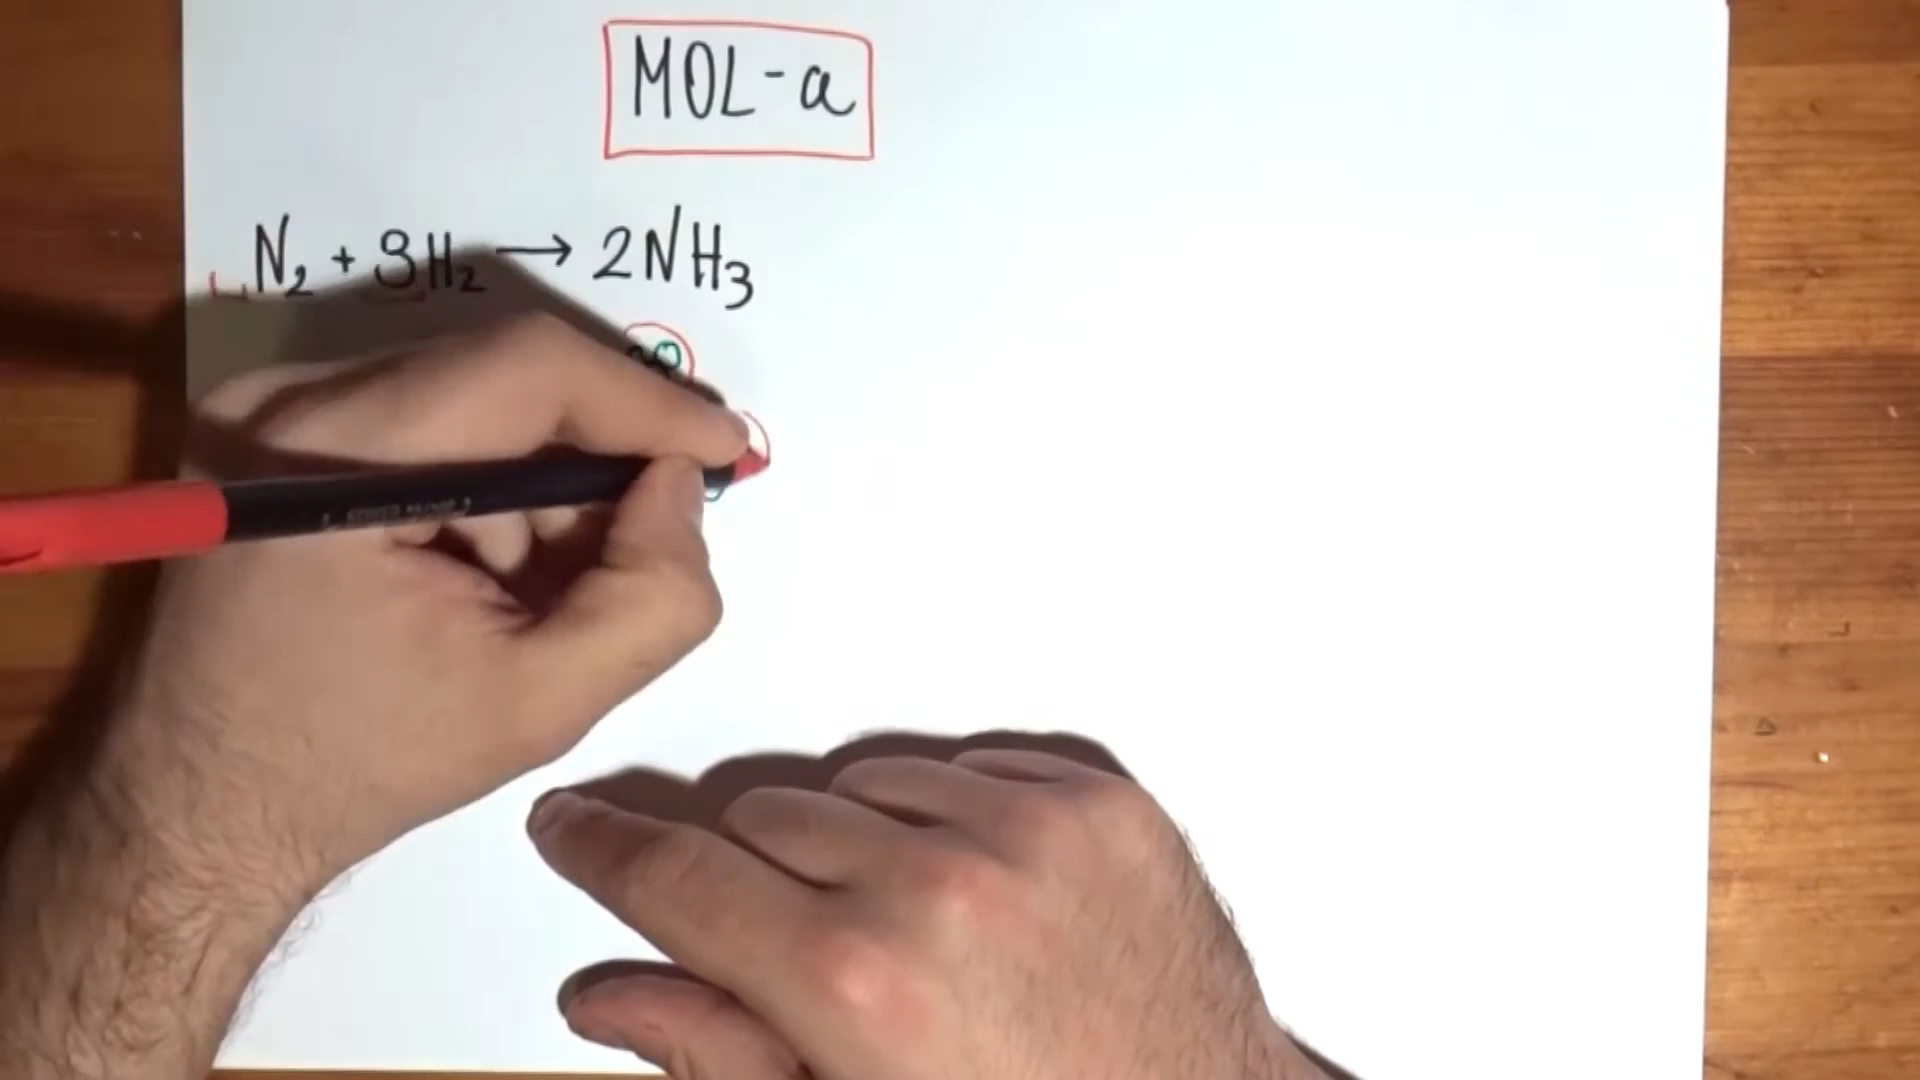 MOL-a
N₂ + 3H₂ → 2NH₃